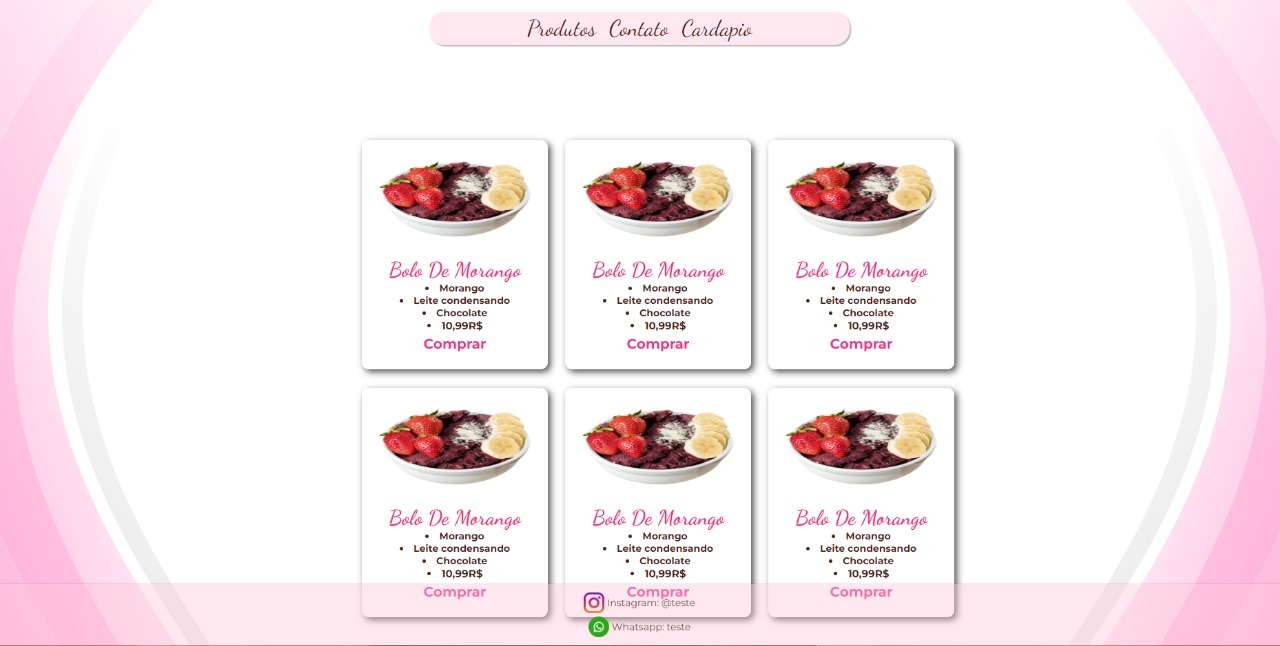 Produtos Contato Cardapio
Bolo De Morango Bolo De Morango Bolo De Morango
• Morango • Morango • Morango
• Leite condensando • Leite condensando • Leite condensando
• Chocolate • Chocolate • Chocolate
• 10,99R$ • 10,99R$ • 10,99R$
Comprar Comprar Comprar
Bolo De Morango Bolo De Morango Bolo De Morango
• Morango • Morango • Morango
• Leite condensando • Leite condensando • Leite condensando
• Chocolate • Chocolate • Chocolate
• 10,99R$ • 10,99R$ • 10,99R$
Comprar Comprar Comprar
Instagram: @teste
Whatsapp: teste